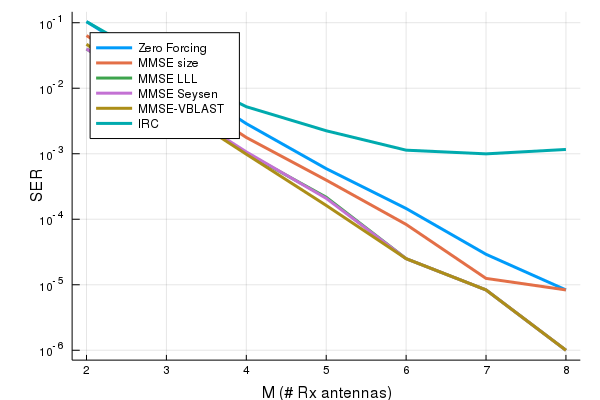 10^-1
10^-2
10^-3
10^-4
10^-5
10^-6
SER
Zero Forcing
MMSE size
MMSE LLL
MMSE Seysen
MMSE-VBLAST
IRC
2 3 4 5 6 7 8
M (# Rx antennas)